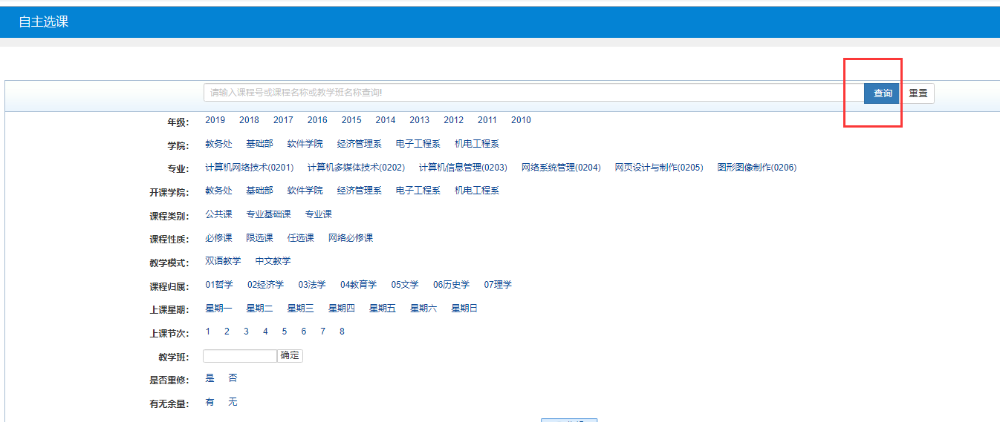 自主选课
请输入课程号或课程名称或教学班名称查询! 查询 重置
年级: 2019 2018 2017 2016 2015 2014 2013 2012 2011 2010
学院: 教务处 基础部 软件学院 经济管理系 电子工程系 机电工程系
专业: 计算机网络技术(0201) 计算机多媒体技术(0202) 计算机信息管理(0203) 网络系统管理(0204) 网页设计与制作(0205) 图形图像制作(0206)
开课学院: 教务处 基础部 软件学院 经济管理系 电子工程系 机电工程系
课程类别: 公共课 专业基础课 专业课
课程性质: 必修课 限选课 任选课 网络必修课
教学模式: 双语教学 中文教学
课程归属: 01哲学 02经济学 03法学 04教育学 05文学 06历史学 07理学
上课星期: 星期一 星期二 星期三 星期四 星期五 星期六 星期日
上课节次: 1 2 3 4 5 6 7 8
教学班: 确定
是否重修: 是 否
有无余量: 有 无